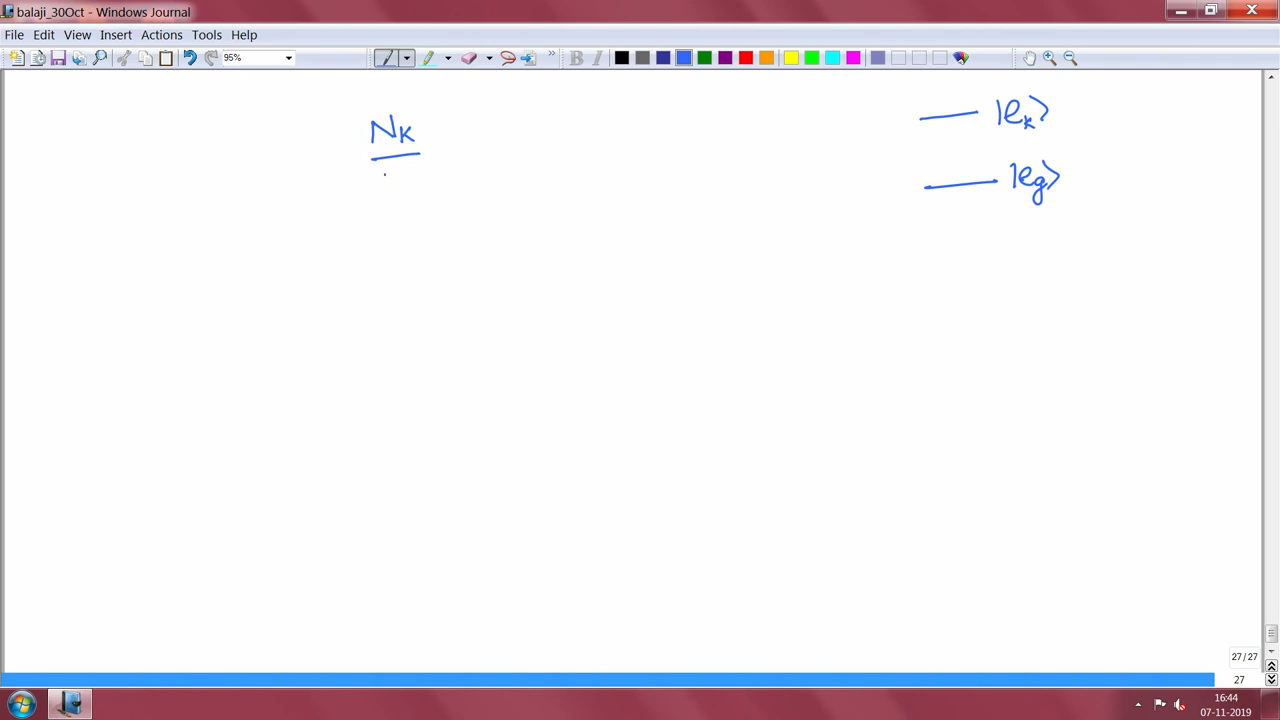 balaji_30Oct - Windows Journal
File Edit View Insert Actions Tools Help
95%
B I
N_K
|e_k⟩
|e_g⟩
27 / 27
27
16:44
07-11-2019